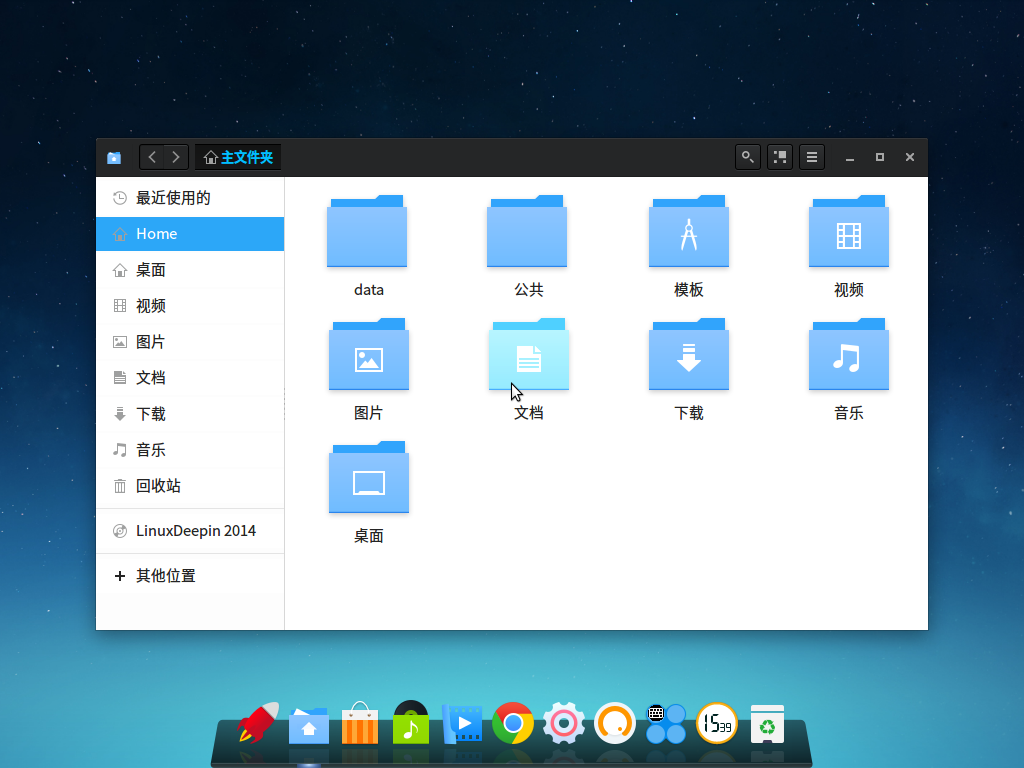 主文件夹
最近使用的
Home
桌面
视频
图片
文档
下载
音乐
回收站
LinuxDeepin 2014
其他位置
data
公共
模板
视频
图片
文档
下载
音乐
桌面
15 39